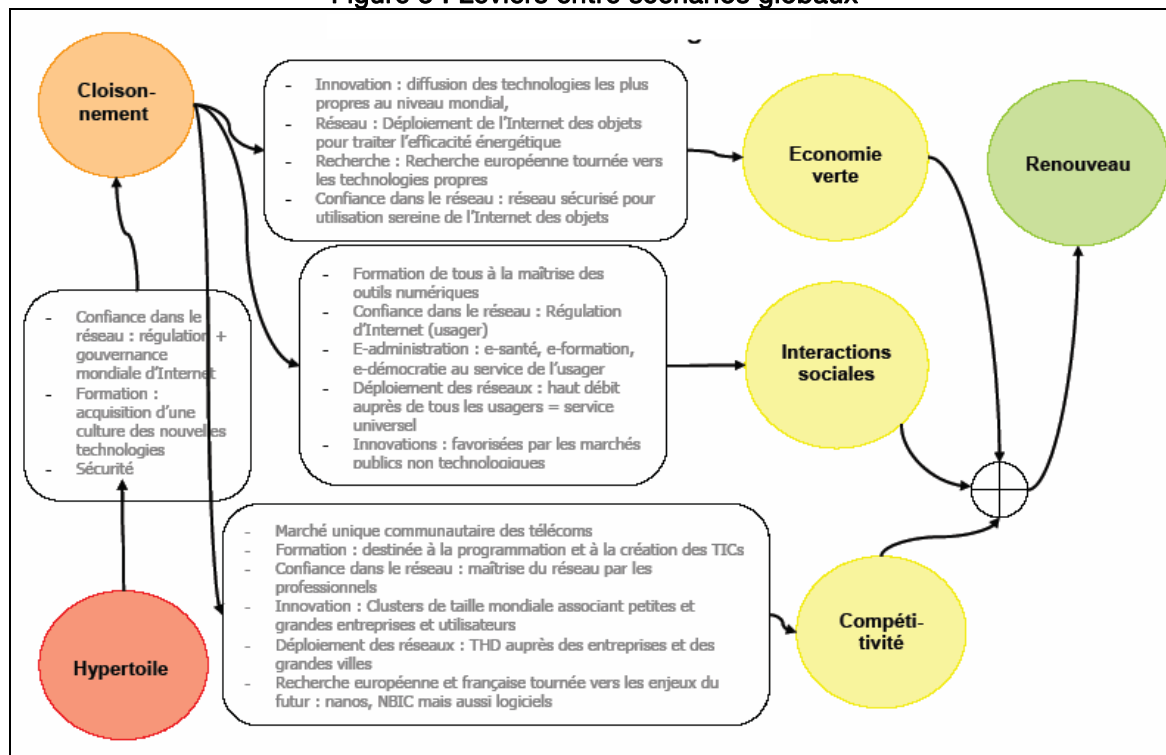 Cloison-
nement
- Innovation : diffusion des technologies les plus
propres au niveau mondial,
- Réseau : Déploiement de l'Internet des objets
pour traiter l'efficacité énergétique
- Recherche : Recherche européenne tournée vers
les technologies propres
- Confiance dans le réseau : réseau sécurisé pour
utilisation sereine de l'Internet des objets
Economie
verte
Renouveau
- Formation de tous à la maîtrise des
outils numériques
- Confiance dans le réseau : Régulation
d'Internet (usager)
- E-administration : e-santé, e-formation,
e-démocratie au service de l'usager
- Déploiement des réseaux : haut débit
auprès de tous les usagers = service
universel
- Innovations : favorisées par les marchés
publics non technologiques
Interactions
sociales
- Confiance dans le
réseau : régulation +
gouvernance
mondiale d'Internet
- Formation :
acquisition d'une
culture des nouvelles
technologies
- Sécurité
- Marché unique communautaire des télécoms
- Formation : destinée à la programmation et à la création des TICs
- Confiance dans le réseau : maîtrise du réseau par les
professionnels
- Innovation : Clusters de taille mondiale associant petites et
grandes entreprises et utilisateurs
- Déploiement des réseaux : THD auprès des entreprises et des
grandes villes
- Recherche européenne et française tournée vers les enjeux du
futur : nanos, NBIC mais aussi logiciels
Compéti-
tivité
Hypertoile